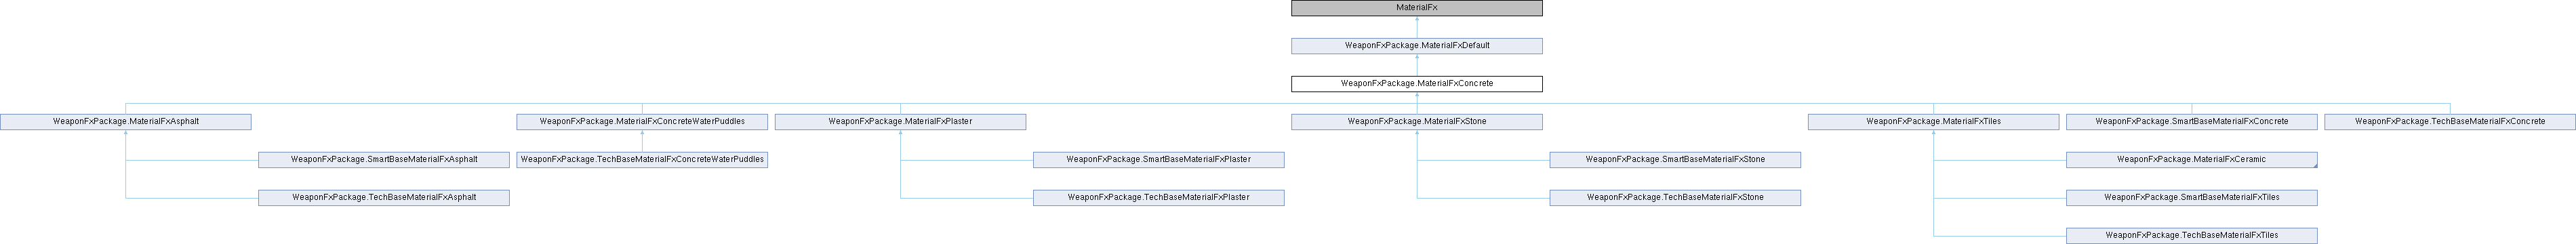 MaterialFx
WeaponFxPackage.MaterialFxDefault
WeaponFxPackage.MaterialFxConcrete
WeaponFxPackage.MaterialFxAsphalt
WeaponFxPackage.MaterialFxConcreteWaterPuddles
WeaponFxPackage.MaterialFxPlaster
WeaponFxPackage.MaterialFxStone
WeaponFxPackage.MaterialFxTiles
WeaponFxPackage.SmartBaseMaterialFxConcrete
WeaponFxPackage.TechBaseMaterialFxConcrete
WeaponFxPackage.SmartBaseMaterialFxAsphalt
WeaponFxPackage.TechBaseMaterialFxConcreteWaterPuddles
WeaponFxPackage.SmartBaseMaterialFxPlaster
WeaponFxPackage.SmartBaseMaterialFxStone
WeaponFxPackage.MaterialFxCeramic
WeaponFxPackage.TechBaseMaterialFxAsphalt
WeaponFxPackage.TechBaseMaterialFxPlaster
WeaponFxPackage.TechBaseMaterialFxStone
WeaponFxPackage.SmartBaseMaterialFxTiles
WeaponFxPackage.TechBaseMaterialFxTiles